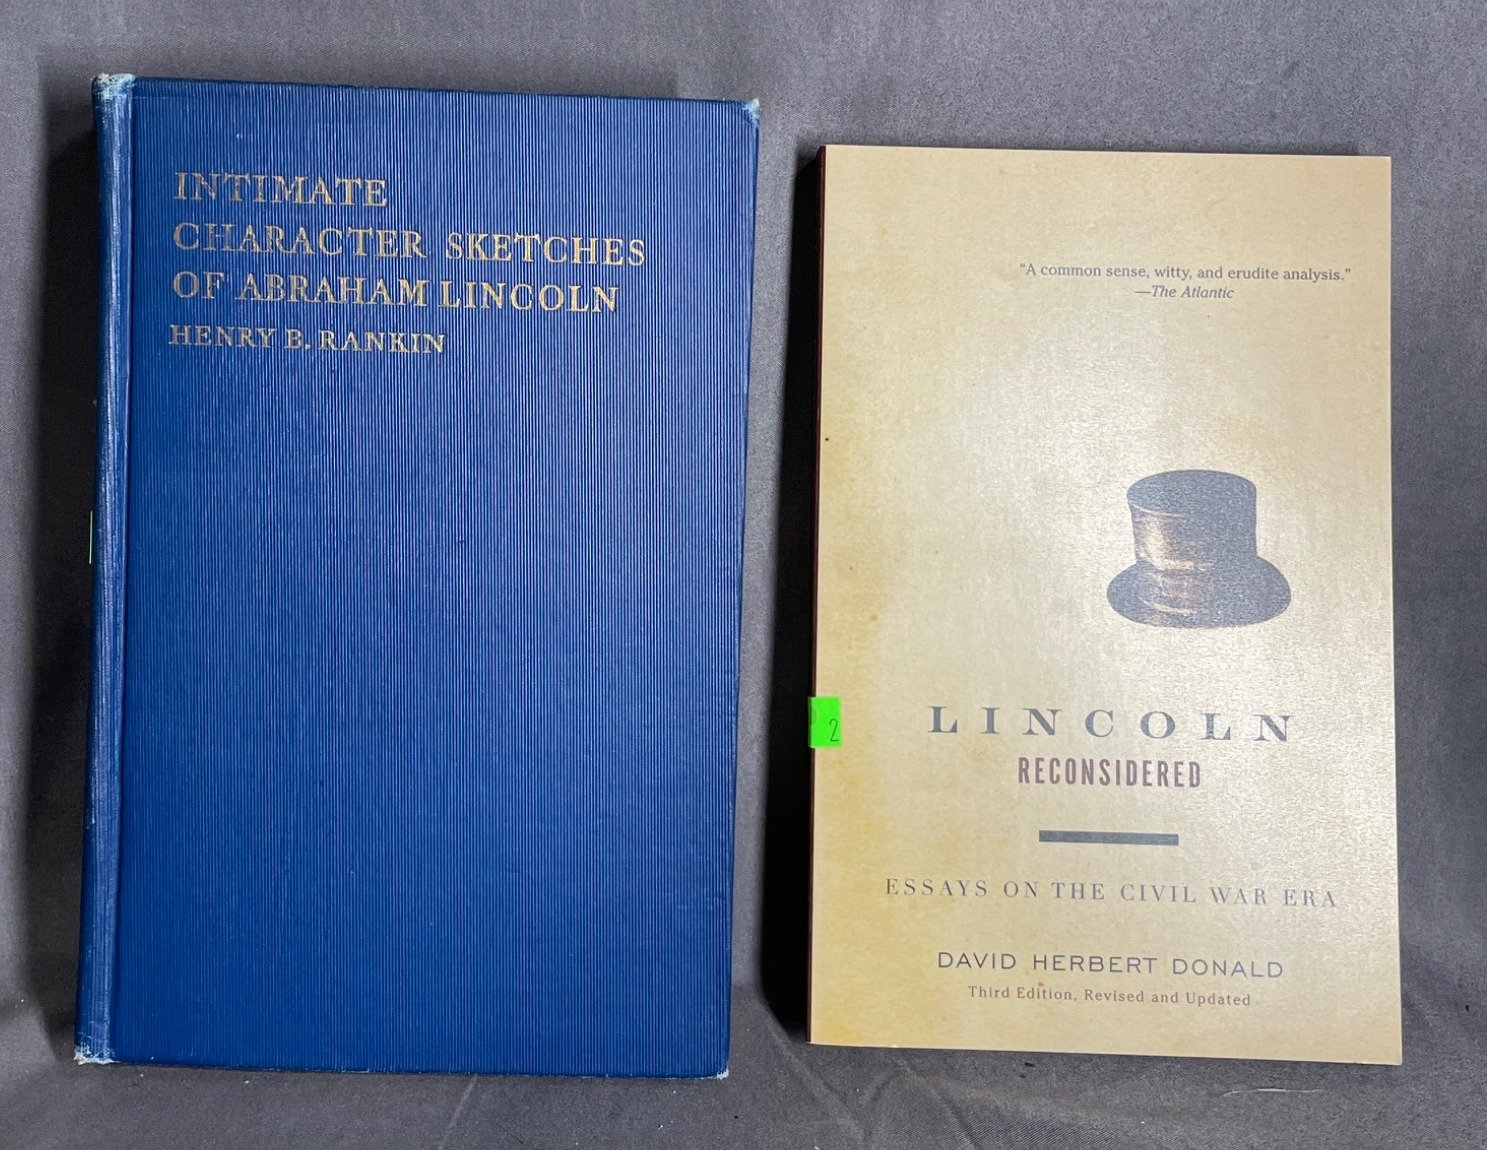 INTIMATE
CHARACTER SKETCHES
OF ABRAHAM LINCOLN
HENRY B. RANKIN
“A common sense, witty, and erudite analysis.”
—The Atlantic
2
LINCOLN
RECONSIDERED
ESSAYS ON THE CIVIL WAR ERA
DAVID HERBERT DONALD
Third Edition, Revised and Updated